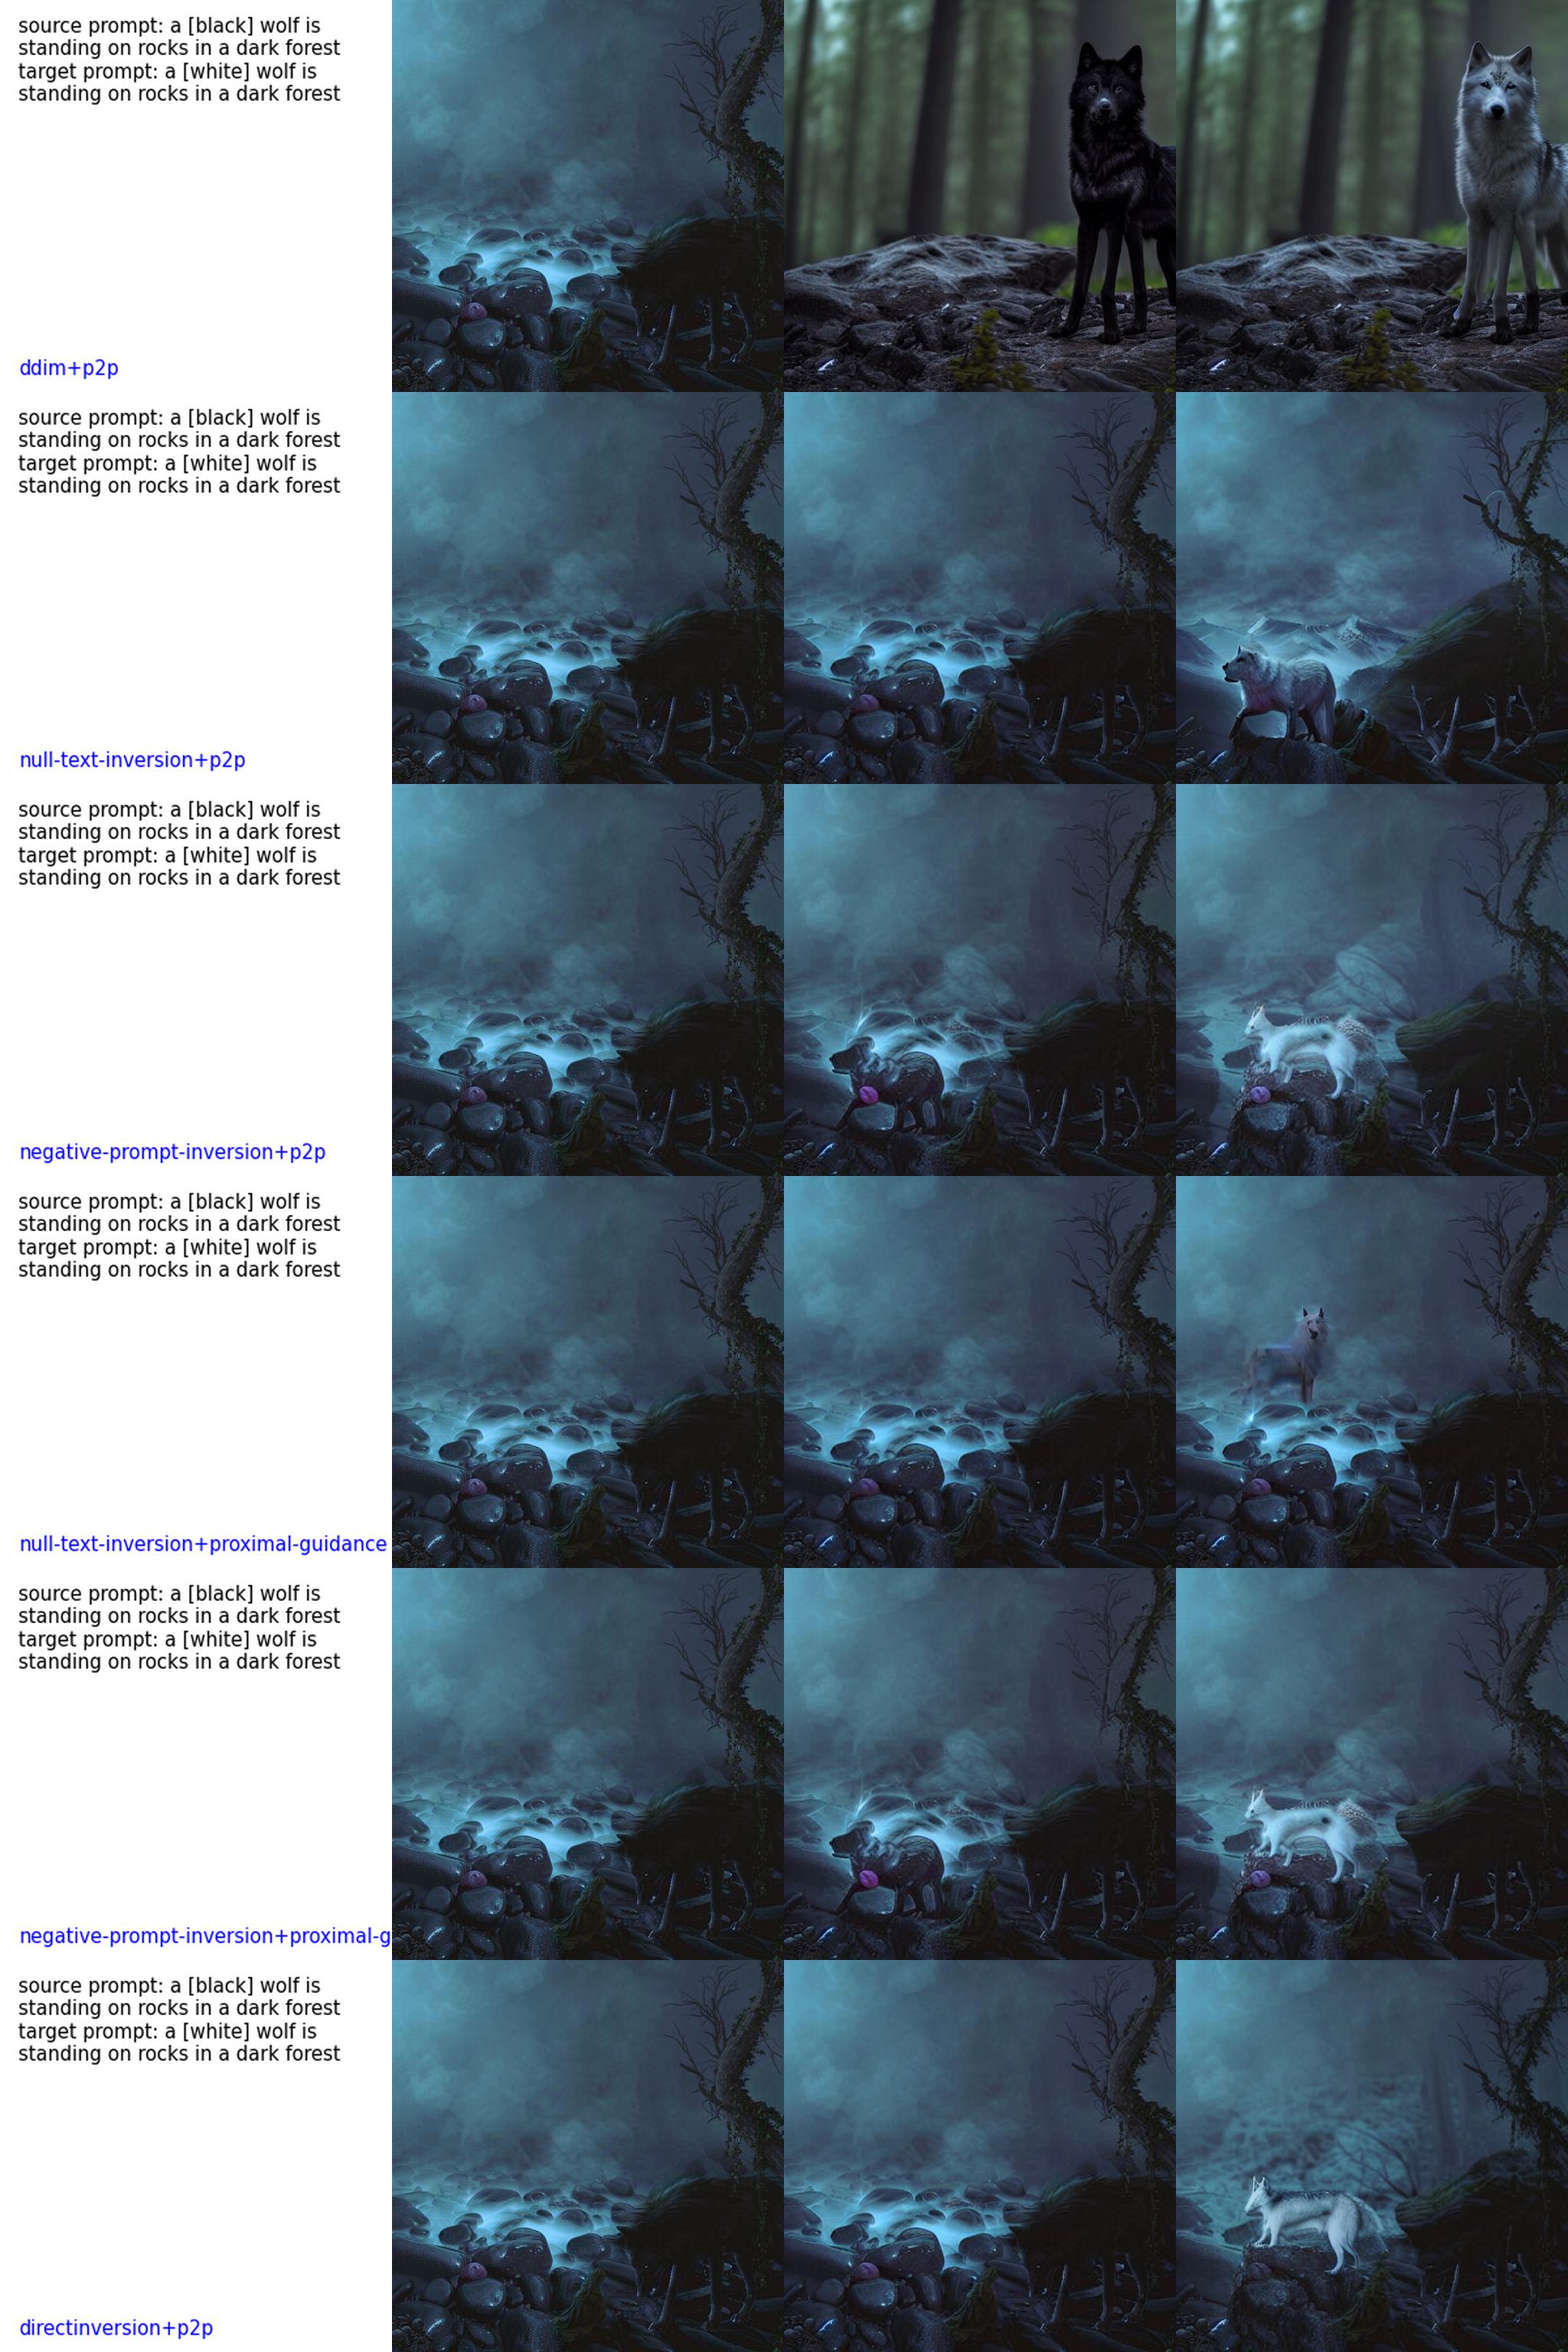 source prompt: a [black] wolf is
standing on rocks in a dark forest
target prompt: a [white] wolf is
standing on rocks in a dark forest
ddim+p2p
source prompt: a [black] wolf is
standing on rocks in a dark forest
target prompt: a [white] wolf is
standing on rocks in a dark forest
null-text-inversion+p2p
source prompt: a [black] wolf is
standing on rocks in a dark forest
target prompt: a [white] wolf is
standing on rocks in a dark forest
negative-prompt-inversion+p2p
source prompt: a [black] wolf is
standing on rocks in a dark forest
target prompt: a [white] wolf is
standing on rocks in a dark forest
null-text-inversion+proximal-guidance
source prompt: a [black] wolf is
standing on rocks in a dark forest
target prompt: a [white] wolf is
standing on rocks in a dark forest
negative-prompt-inversion+proximal-g
source prompt: a [black] wolf is
standing on rocks in a dark forest
target prompt: a [white] wolf is
standing on rocks in a dark forest
directinversion+p2p